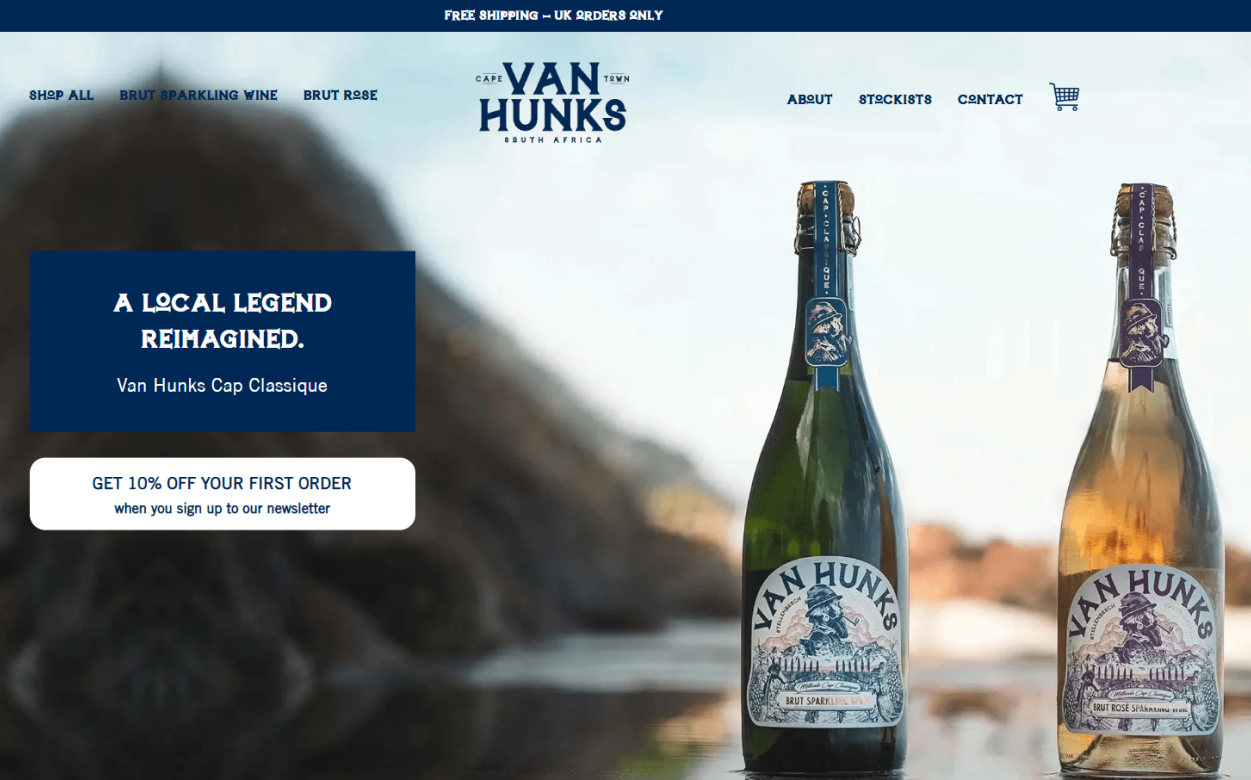 FREE SHIPPING – UK ORDERS ONLY
SHOP ALL
BRUT SPARKLING WINE
BRUT ROSE
CAPE TOWN
VAN
HUNKS
SOUTH AFRICA
ABOUT
STOCKISTS
CONTACT
A LOCAL LEGEND
REIMAGINED.
Van Hunks Cap Classique
GET 10% OFF YOUR FIRST ORDER
when you sign up to our newsletter
CAP • CLASSIQUE
VAN HUNKS
STELLENBOSCH
Méthode Cap Classique
BRUT SPARKLING WINE
CAP • CLAS QUE
VAN HUNKS
STELLENBOSCH
Méthode Cap Classique
BRUT ROSÉ SPARKLING WINE